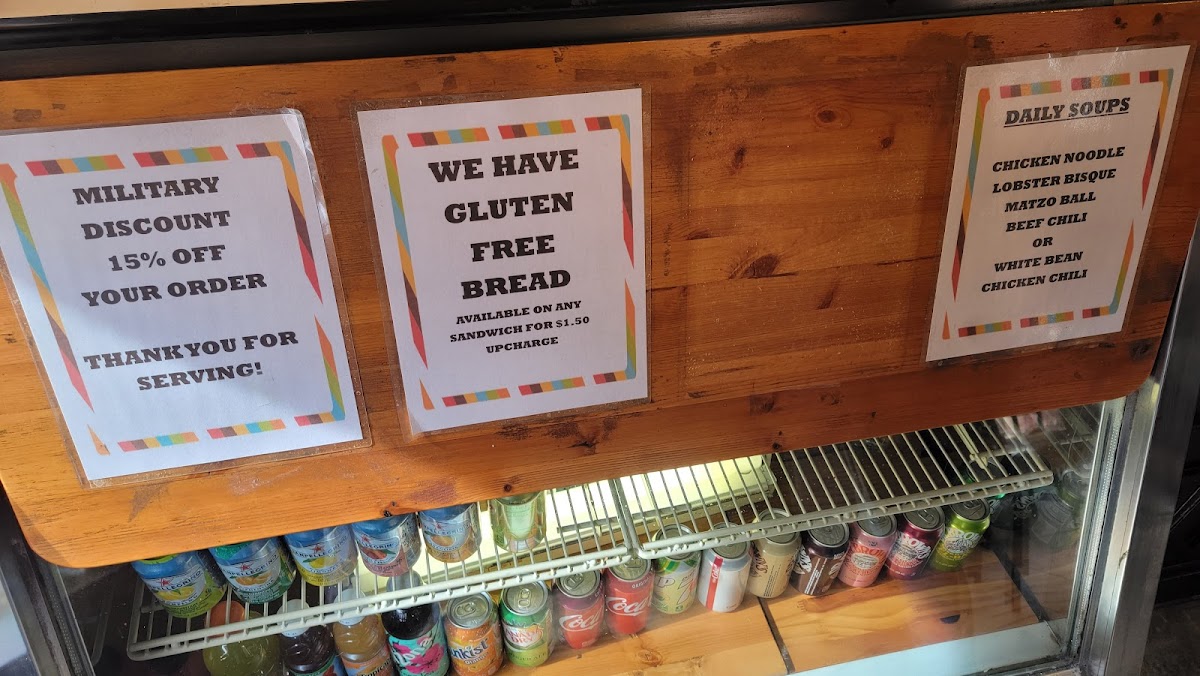 MILITARY
DISCOUNT
15% OFF
YOUR ORDER
THANK YOU FOR
SERVING!
WE HAVE
GLUTEN
FREE
BREAD
AVAILABLE ON ANY
SANDWICH FOR $1.50
UPCHARGE
DAILY SOUPS
CHICKEN NOODLE
LOBSTER BISQUE
MATZO BALL
BEEF CHILI
OR
WHITE BEAN
CHICKEN CHILI